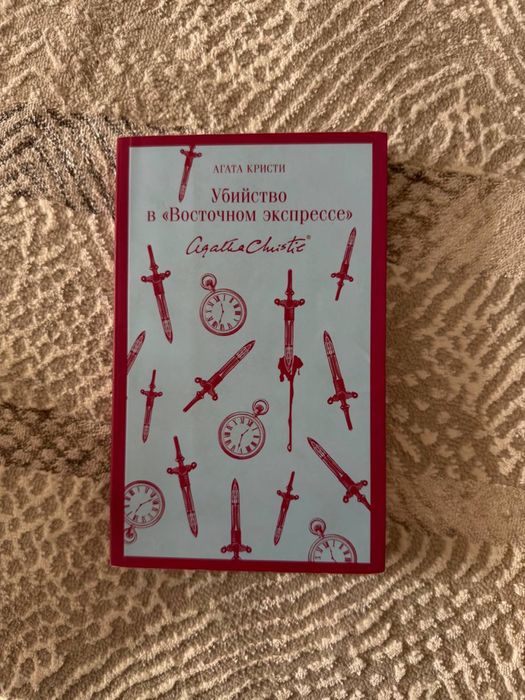 АГАТА КРИСТИ
Убийство
в «Восточном экспрессе»
Agatha Christie®